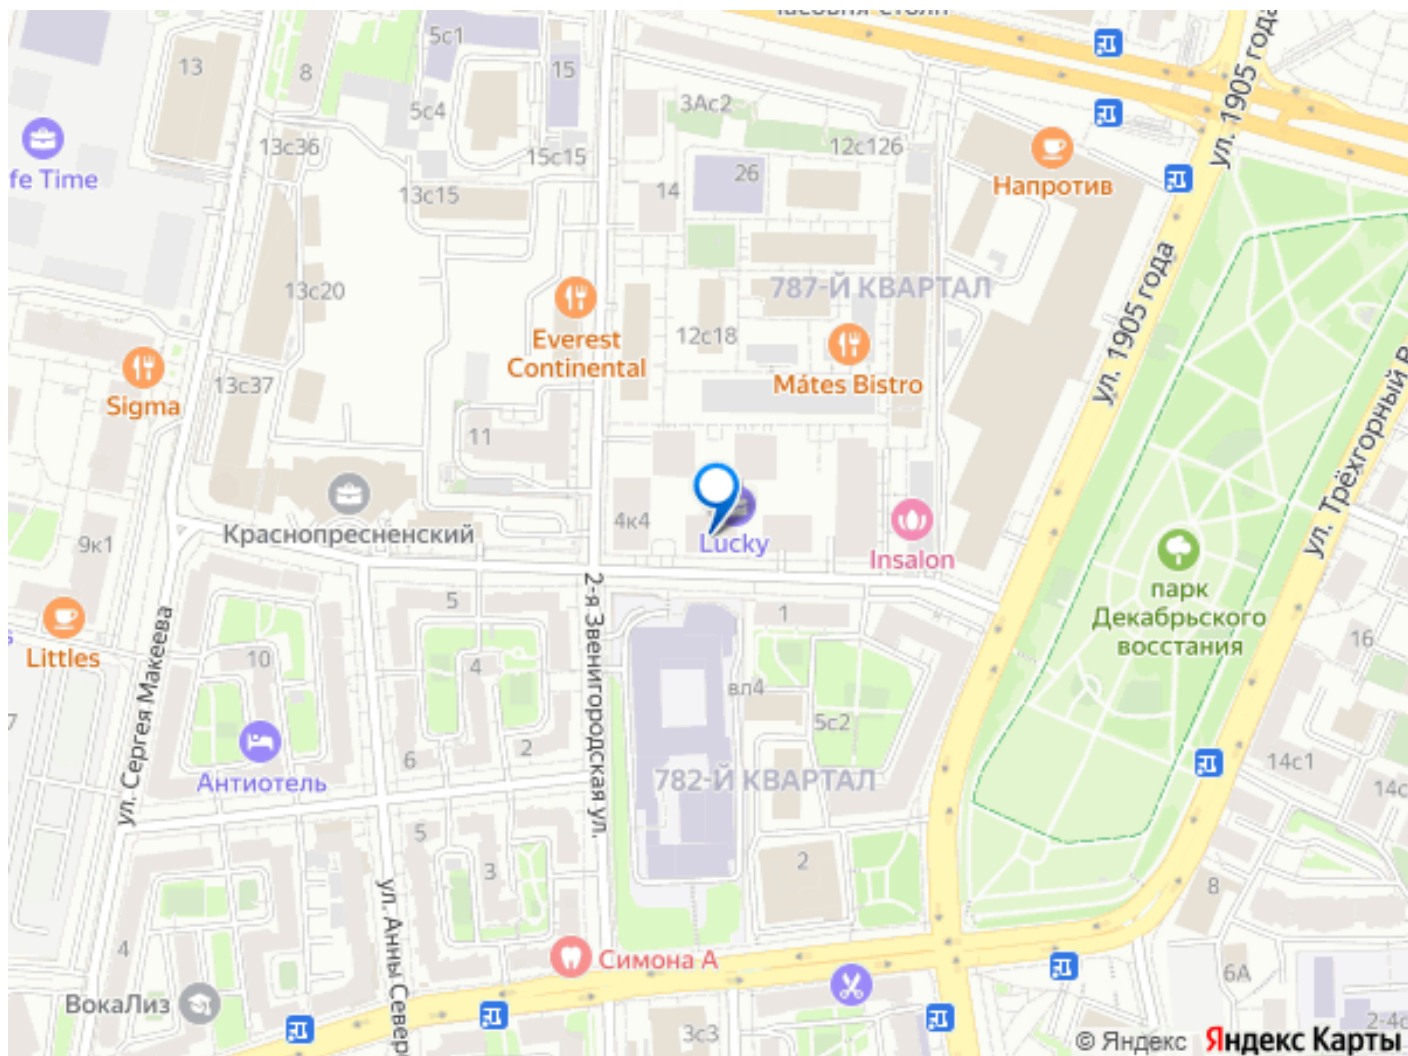 5с1
13
8
15
ул. 1905 года
5с4
3Ас2
fe Time
13с36
15с15
12с126
26
14
13с15
Напротив
13с20
787-Й КВАРТАЛ
ул. 1905 года
Everest
Continental
12с18
Mátes Bistro
13с37
Sigma
11
ул. Трёхгорный В
4к4
Краснопресненский
Lucky
Insalon
9к1
парк
Декабрьского
восстания
2-я Звенигородская ул.
5
1
16
Littles
10
4
ул. Сергея Макеева
вл4
5с2
7
6
2
Антиотель
782-Й КВАРТАЛ
14с1
14с
5
3
2
8
ул. Анны Север
4
Симона А
6А
ВокаЛиз
3с3
2-4с
© Яндекс Яндекс Карты